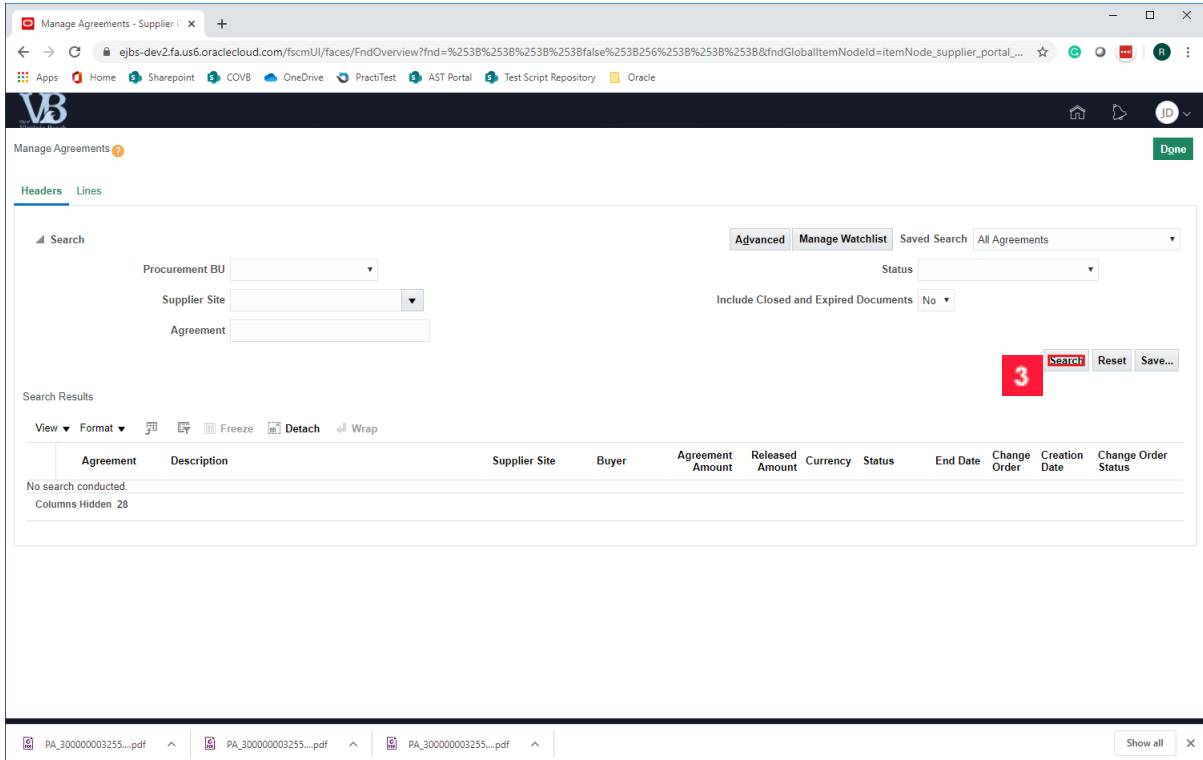 Manage Agreements - Supplier P
ejbs-dev2.fa.us6.oraclecloud.com/fscmUI/faces/FndOverview?fnd=%253B%253B%253B%253Bfalse%253B256%253B%253B%253B&fndGlobalItemNodeId=itemNode_supplier_portal_...
R
Apps Home Sharepoint COVB OneDrive PractiTest AST Portal Test Script Repository Oracle
VB
JD
Manage Agreements ?
Done
Headers Lines
Search
Advanced Manage Watchlist Saved Search All Agreements
Procurement BU Status
Supplier Site Include Closed and Expired Documents No
Agreement
3 Search Reset Save...
Search Results
View Format Freeze Detach Wrap
Agreement Description Supplier Site Buyer Agreement Amount Released Amount Currency Status End Date Change Order Creation Date Change Order Status
No search conducted.
Columns Hidden 28
PA_300000003255....pdf PA_300000003255....pdf PA_300000003255....pdf Show all